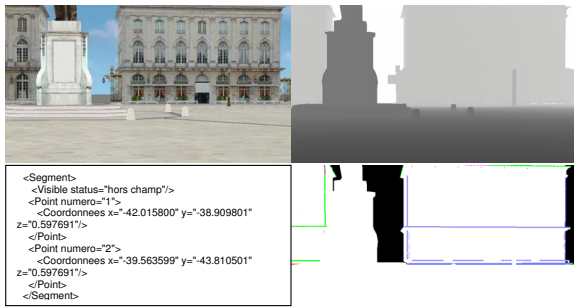 <Segment>
<Visible status="hors champ"/>
<Point numero="1">
<Coordonnees x="-42.015800" y="-38.909801"
z="0.597691"/>
</Point>
<Point numero="2">
<Coordonnees x="-39.563599" y="-43.810501"
z="0.597691"/>
</Point>
</Segment>